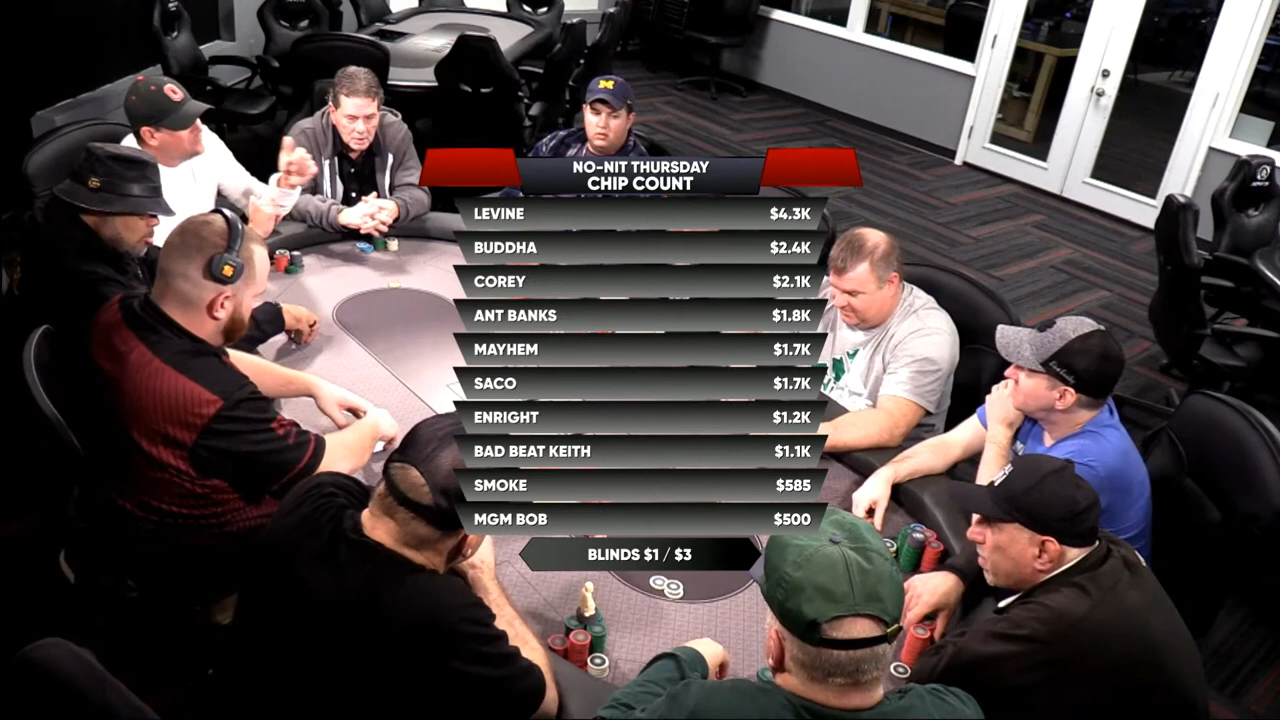 O
M
NO-NIT THURSDAY
CHIP COUNT
LEVINE $4.3K
BUDDHA $2.4K
COREY $2.1K
ANT BANKS $1.8K
MAYHEM $1.7K
SACO $1.7K
ENRIGHT $1.2K
BAD BEAT KEITH $1.1K
SMOKE $585
MGM BOB $500
BLINDS $1 / $3